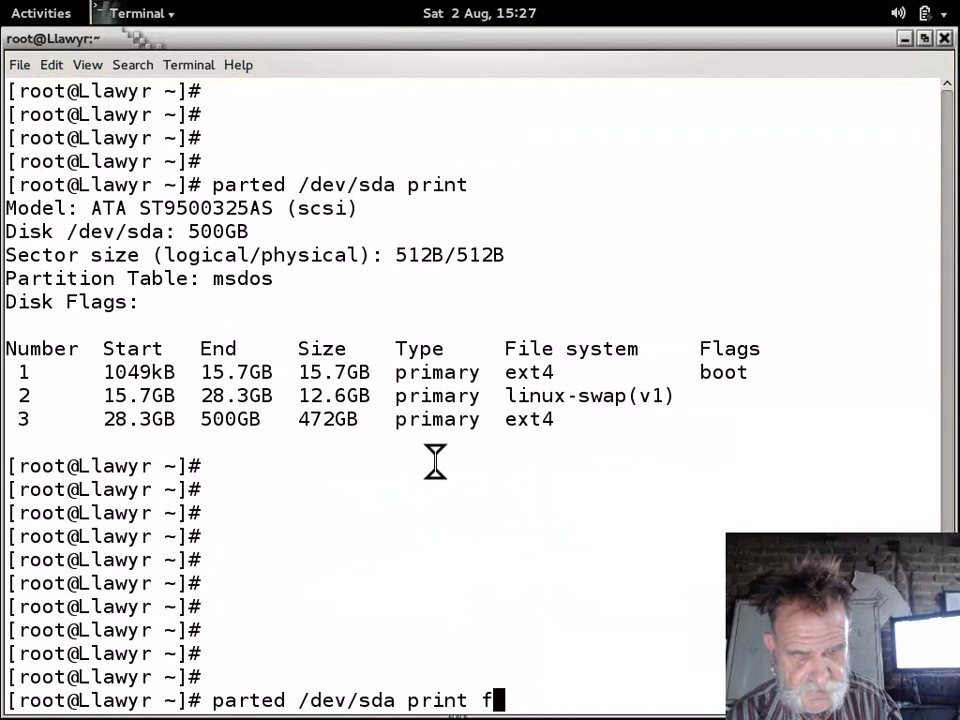 Activities Terminal Sat 2 Aug, 15:27
root@Llawyr:~
File Edit View Search Terminal Help
[root@Llawyr ~]#
[root@Llawyr ~]#
[root@Llawyr ~]#
[root@Llawyr ~]#
[root@Llawyr ~]# parted /dev/sda print
Model: ATA ST9500325AS (scsi)
Disk /dev/sda: 500GB
Sector size (logical/physical): 512B/512B
Partition Table: msdos
Disk Flags:
Number Start End Size Type File system Flags
1 1049kB 15.7GB 15.7GB primary ext4 boot
2 15.7GB 28.3GB 12.6GB primary linux-swap(v1)
3 28.3GB 500GB 472GB primary ext4
[root@Llawyr ~]#
[root@Llawyr ~]#
[root@Llawyr ~]#
[root@Llawyr ~]#
[root@Llawyr ~]#
[root@Llawyr ~]#
[root@Llawyr ~]#
[root@Llawyr ~]#
[root@Llawyr ~]#
[root@Llawyr ~]#
[root@Llawyr ~]# parted /dev/sda print f